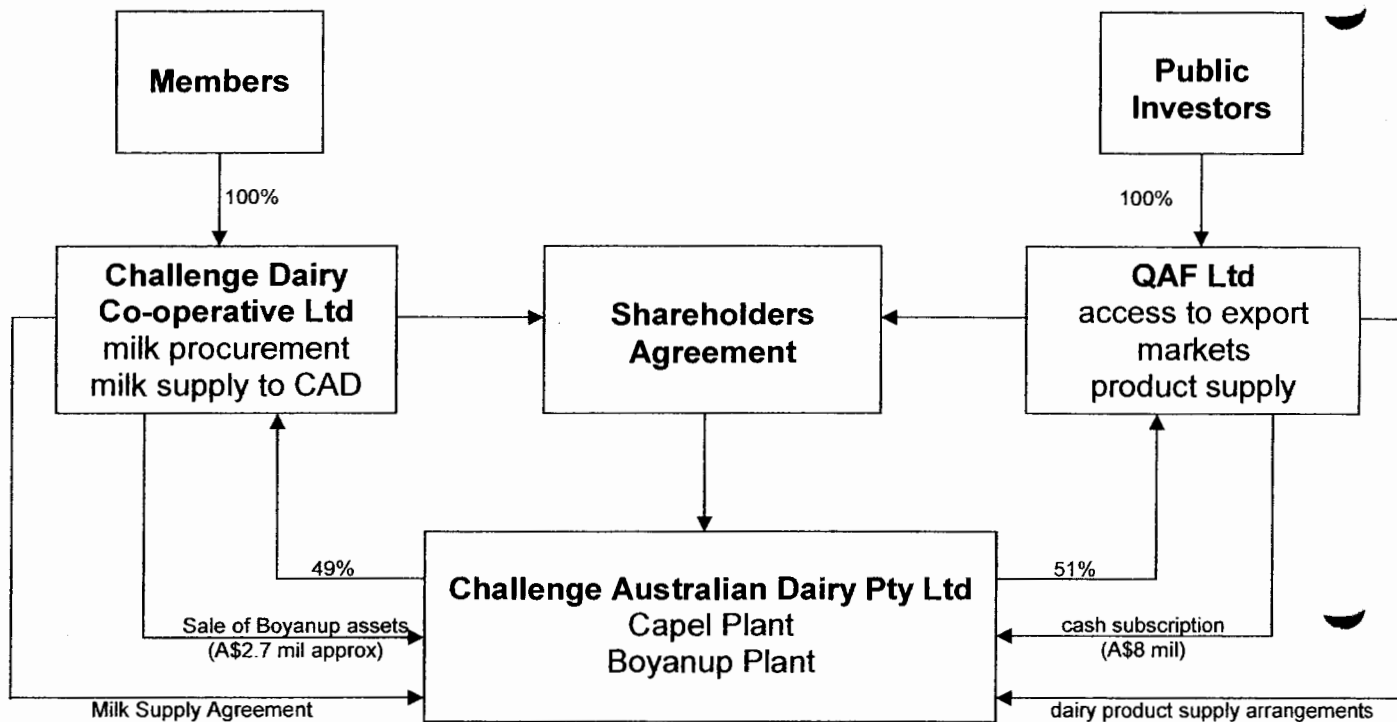 Members
Public
Investors
100%
100%
Challenge Dairy
Co-operative Ltd
milk procurement
milk supply to CAD
Shareholders
Agreement
QAF Ltd
access to export
markets
product supply
49%
51%
Challenge Australian Dairy Pty Ltd
Capel Plant
Boyanup Plant
Sale of Boyanup assets
(A$2.7 mil approx)
cash subscription
(A$8 mil)
Milk Supply Agreement
dairy product supply arrangements